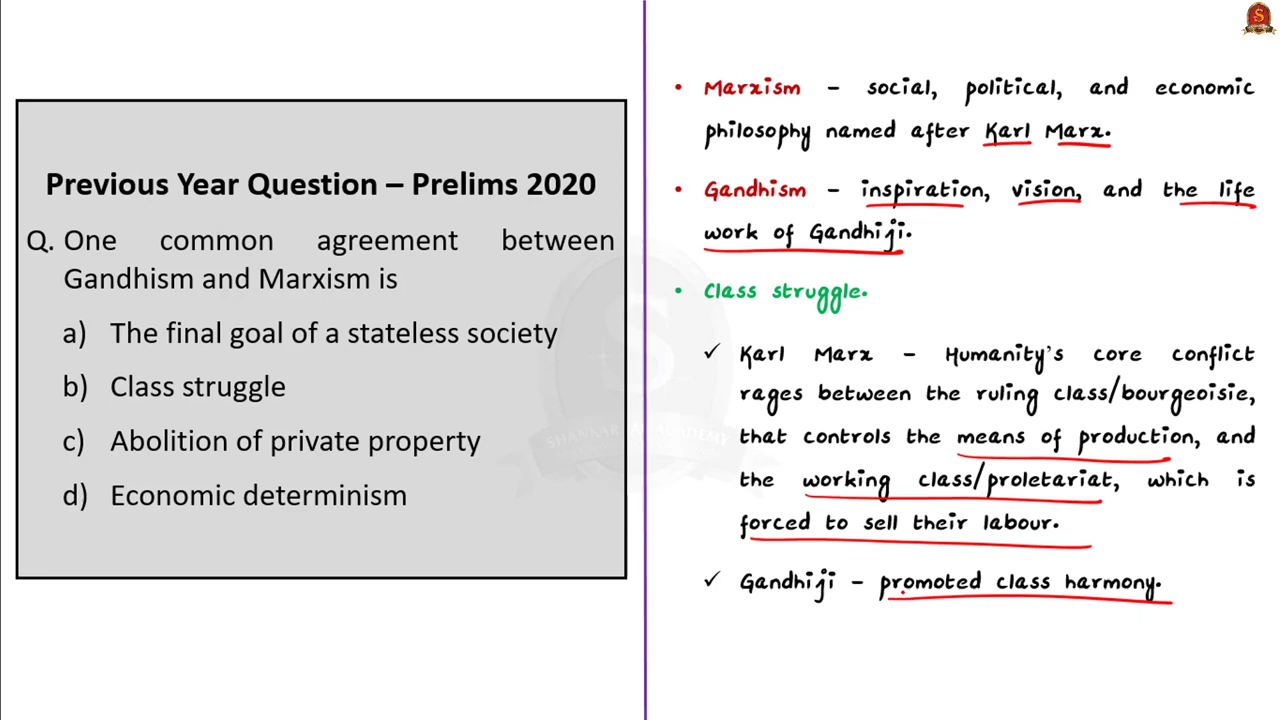 Previous Year Question – Prelims 2020
Q. One common agreement between
Gandhism and Marxism is
a) The final goal of a stateless society
b) Class struggle
c) Abolition of private property
d) Economic determinism
• Marxism – social, political, and economic
philosophy named after Karl Marx.
• Gandhism – inspiration, vision, and the life
work of Gandhiji.
• Class struggle.
✓ Karl Marx – Humanity's core conflict
rages between the ruling class/bourgeoisie,
that controls the means of production, and
the working class/proletariat, which is
forced to sell their labour.
✓ Gandhiji – promoted class harmony.